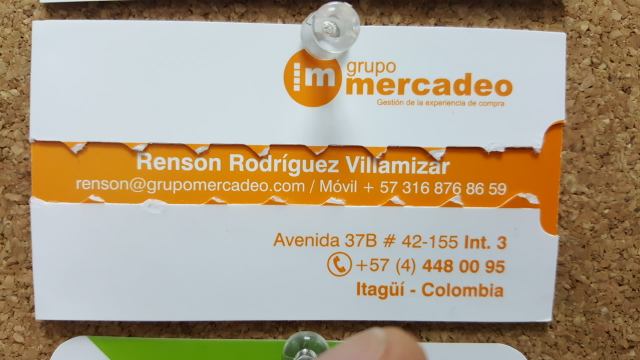 im grupo
mercadeo
Gestión de la experiencia de compra
Renson Rodríguez Villamizar
renson@grupomercadeo.com / Móvil + 57 316 876 86 59
Avenida 37B # 42-155 Int. 3
+57 (4) 448 00 95
Itagüí - Colombia